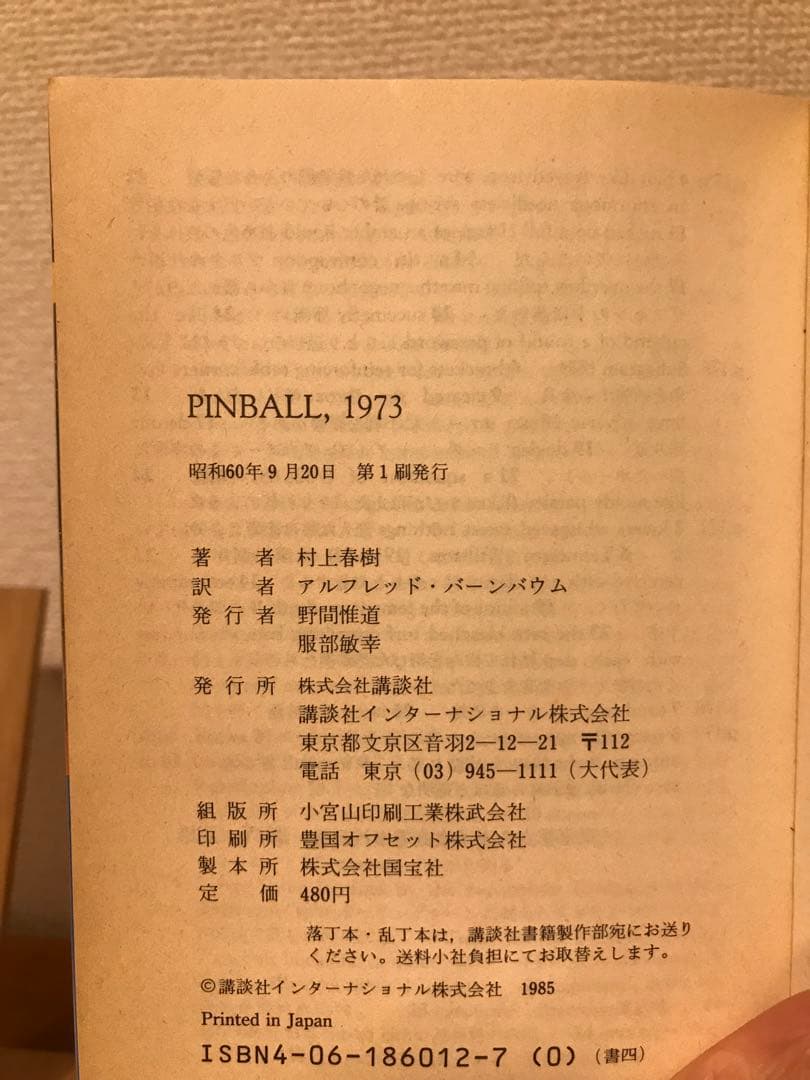 PINBALL, 1973
昭和60年9月20日　第1刷発行
著　者　村上春樹
訳　者　アルフレッド・バーンバウム
発行者　野間惟道
服部敏幸
発行所　株式会社講談社
講談社インターナショナル株式会社
東京都文京区音羽2—12—21　〒112
電話　東京（03）945—1111（大代表）
組版所　小宮山印刷工業株式会社
印刷所　豊国オフセット株式会社
製本所　株式会社国宝社
定　価　480円
落丁本・乱丁本は，講談社書籍製作部宛にお送り
ください。送料小社負担にてお取替えします。
©講談社インターナショナル株式会社　1985
Printed in Japan
ISBN4-06-186012-7 (0)（書四）